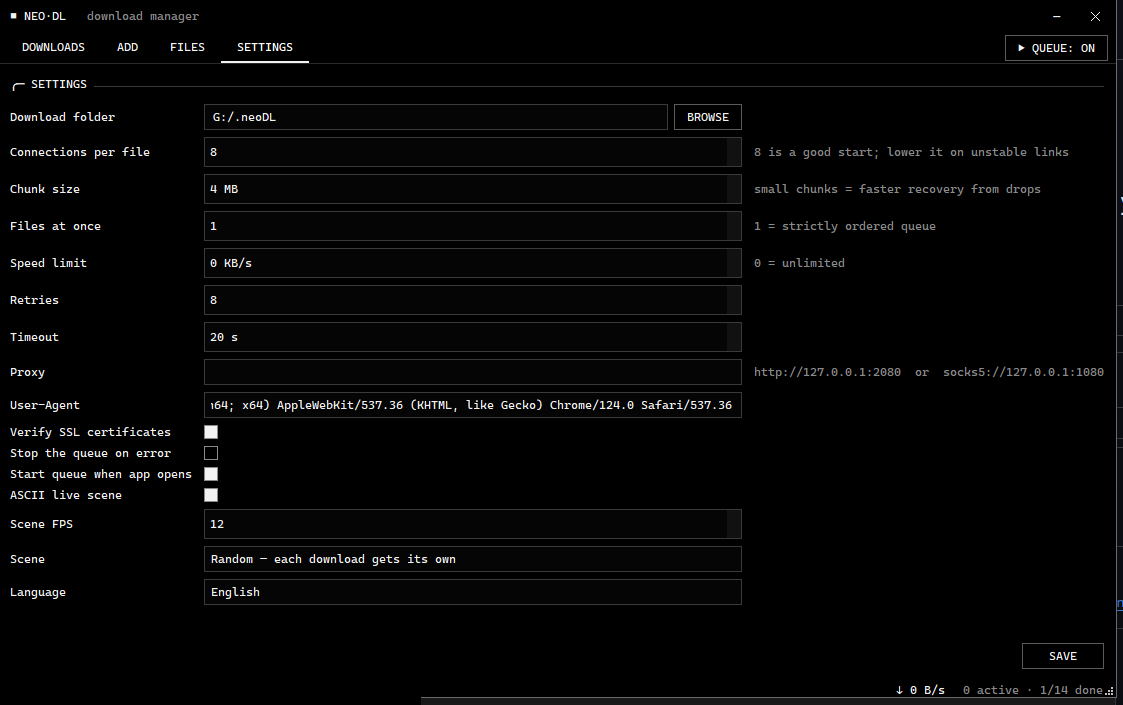 NEO·DL download manager
DOWNLOADS ADD FILES SETTINGS
QUEUE: ON
SETTINGS
Download folder G:/.neoDL BROWSE
Connections per file 8 8 is a good start; lower it on unstable links
Chunk size 4 MB small chunks = faster recovery from drops
Files at once 1 1 = strictly ordered queue
Speed limit 0 KB/s 0 = unlimited
Retries 8
Timeout 20 s
Proxy http://127.0.0.1:2080 or socks5://127.0.0.1:1080
User-Agent 64; x64) AppleWebKit/537.36 (KHTML, like Gecko) Chrome/124.0 Safari/537.36
Verify SSL certificates
Stop the queue on error
Start queue when app opens
ASCII live scene
Scene FPS 12
Scene Random — each download gets its own
Language English
SAVE
↓ 0 B/s 0 active · 1/14 done